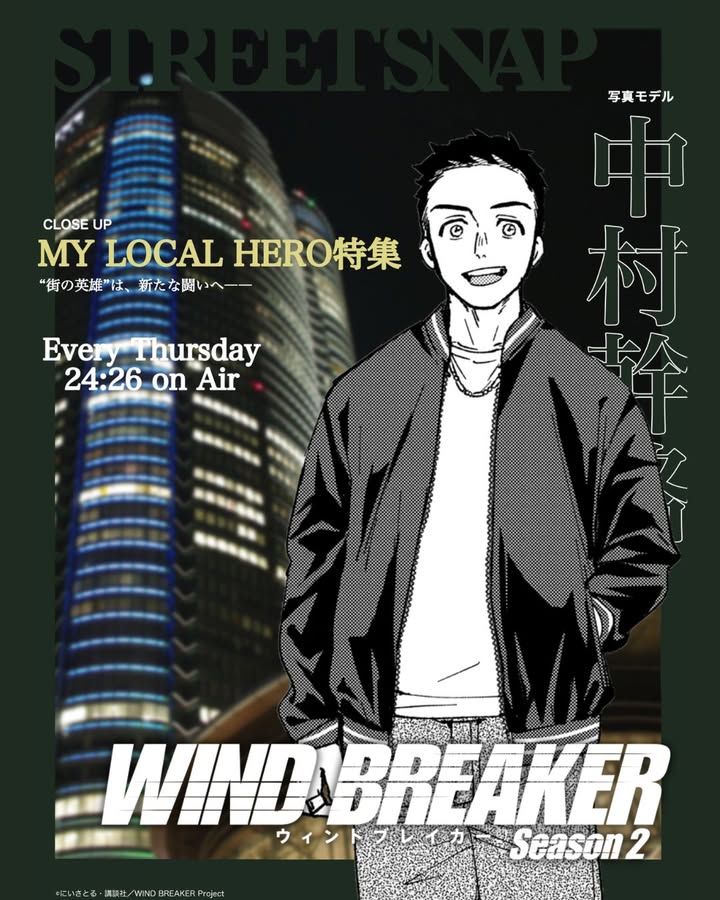 STREET SNAP
写真モデル
中村幹
CLOSE UP
MY LOCAL HERO特集
“街の英雄”は、新たな闘いへ――
Every Thursday
24:26 on Air
WIND BREAKER
ウィンドブレイカー
Season 2
©にいさとる・講談社／WIND BREAKER Project